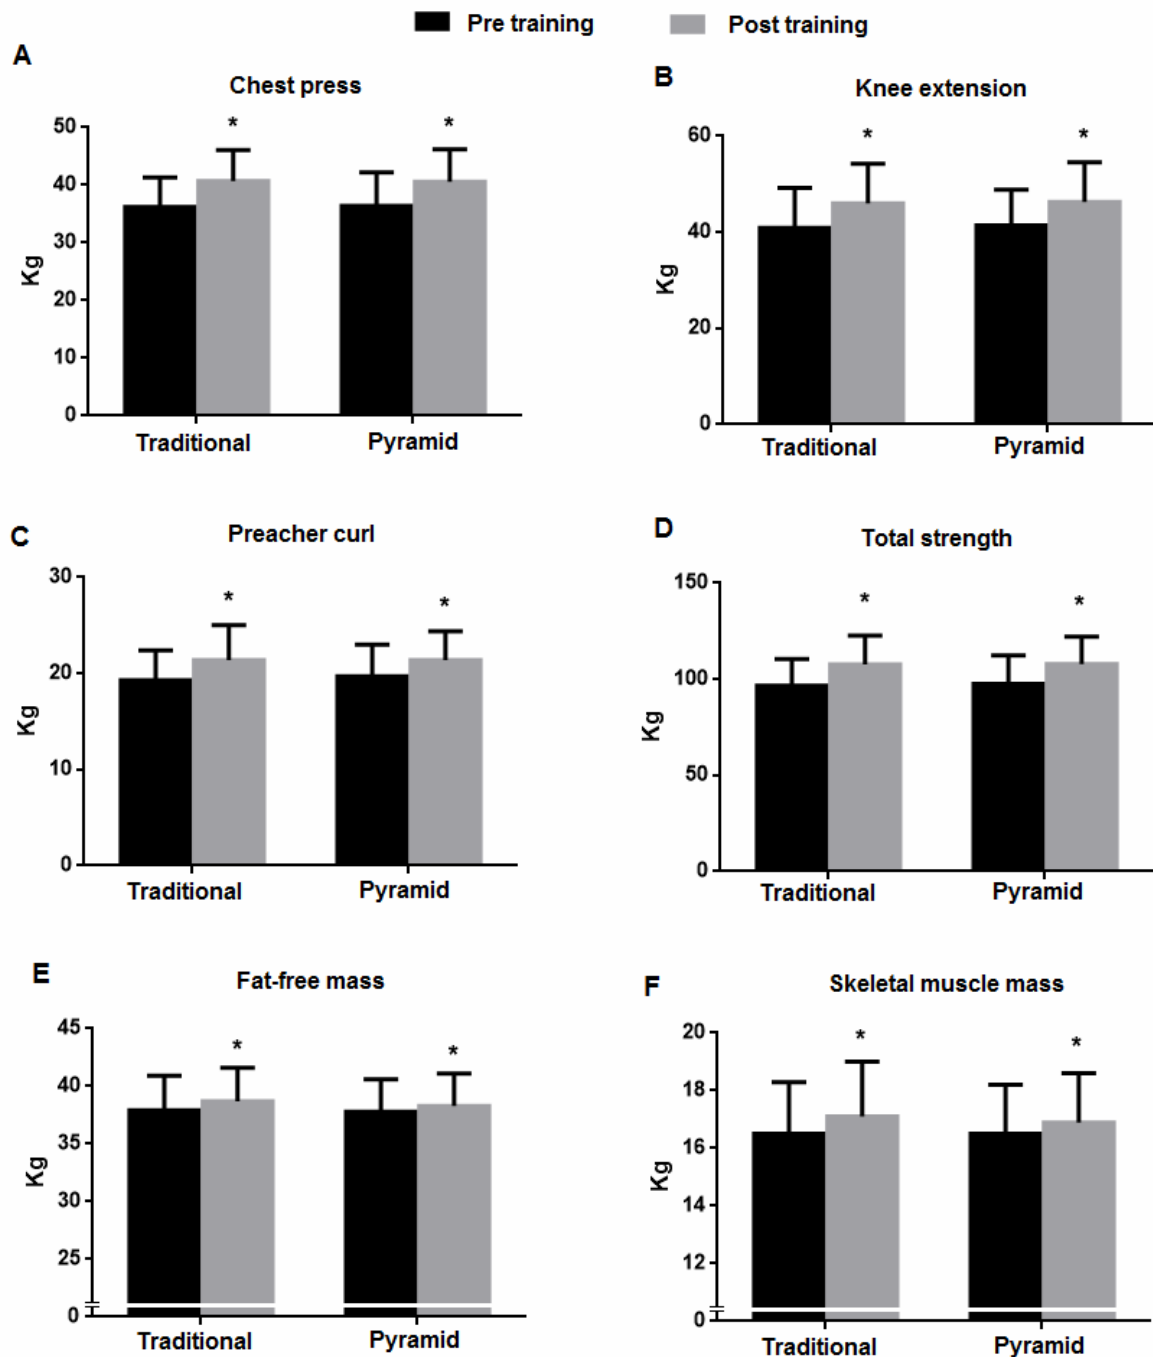 Pre training Post training
A
Chest press
50
40
30
20
10
0
Kg
Traditional Pyramid
B
Knee extension
60
40
20
0
Kg
Traditional Pyramid
C
Preacher curl
30
20
10
0
Kg
Traditional Pyramid
D
Total strength
150
100
50
0
Kg
Traditional Pyramid
E
Fat-free mass
45
40
35
30
25
0
Kg
Traditional Pyramid
F
Skeletal muscle mass
20
18
16
14
12
0
Kg
Traditional Pyramid
* *
* *
* *
* *
* *
* *